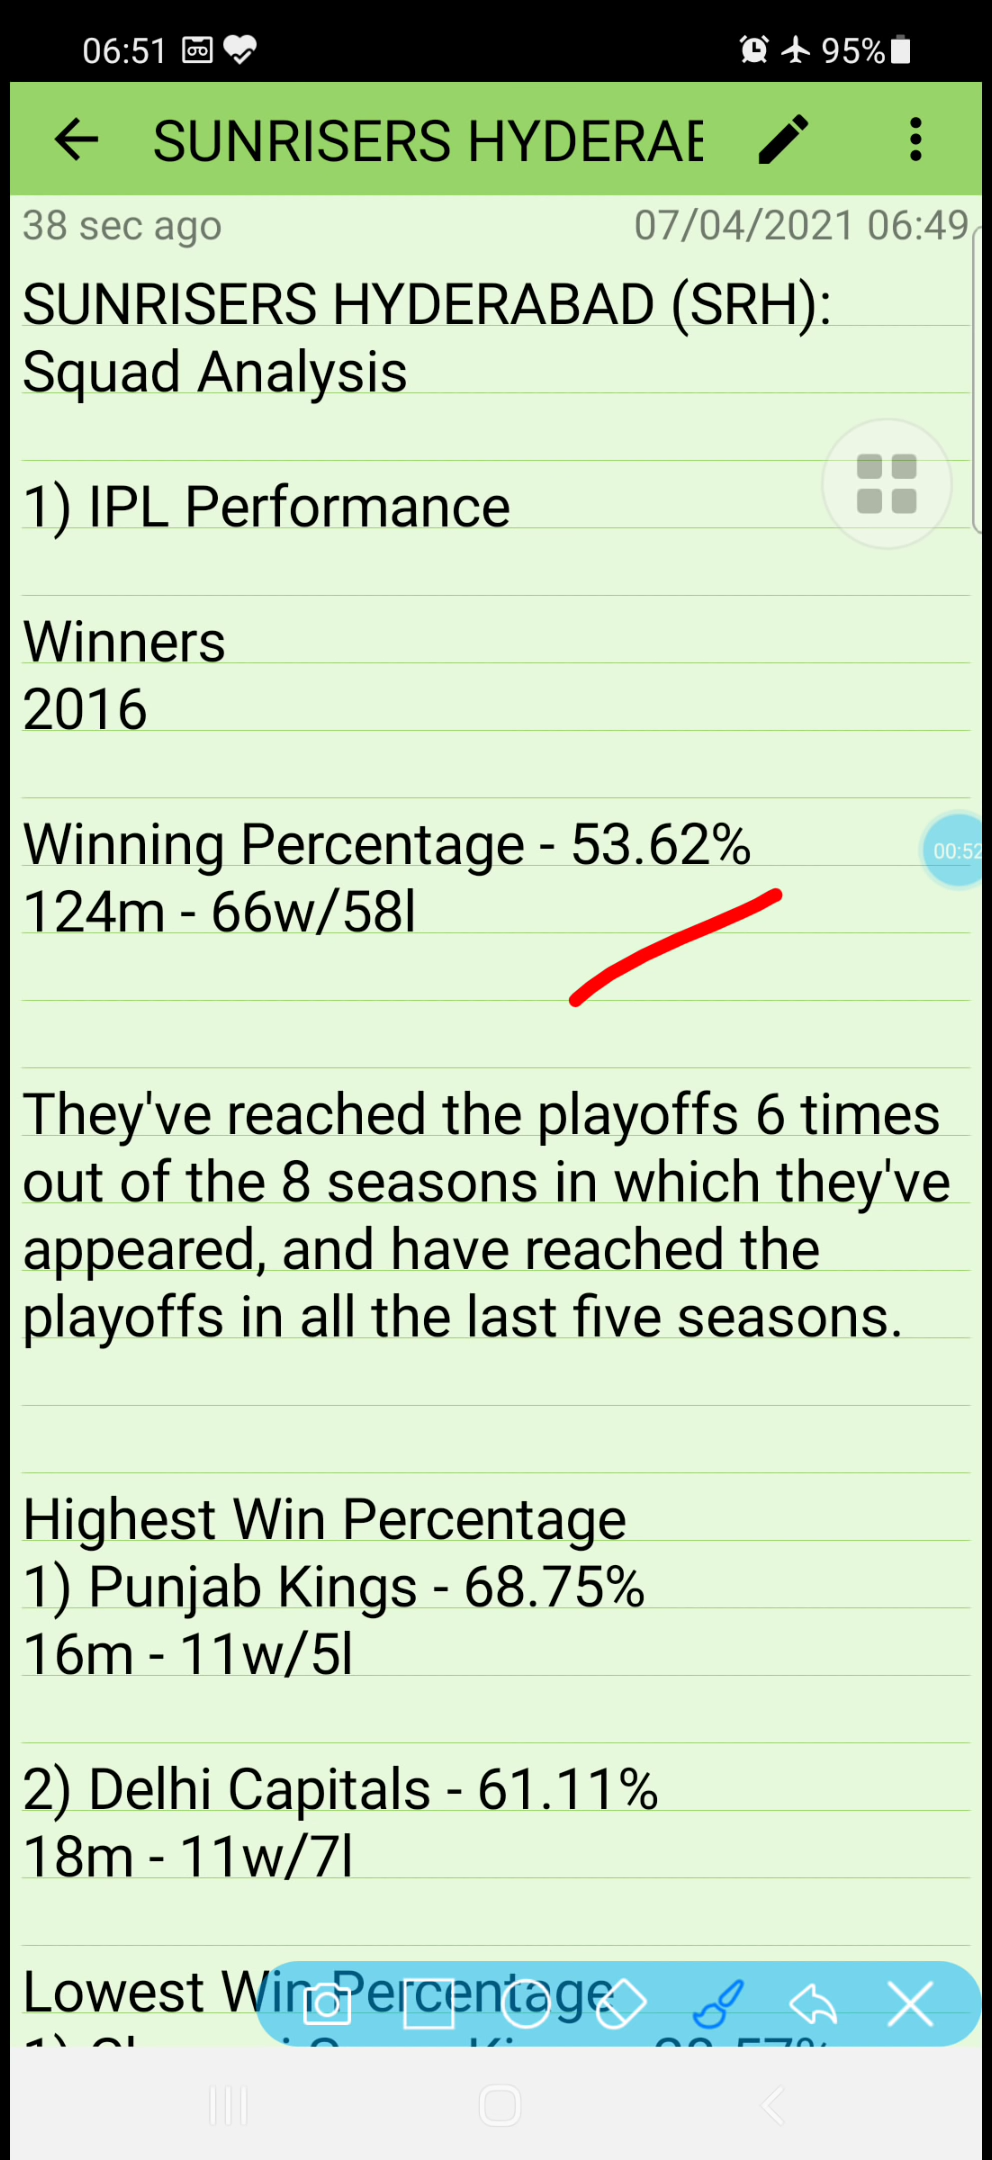 06:51 95%
SUNRISERS HYDERAB
38 sec ago 07/04/2021 06:49
SUNRISERS HYDERABAD (SRH):
Squad Analysis
1) IPL Performance
Winners
2016
Winning Percentage - 53.62%
00:52
124m - 66w/58l
They've reached the playoffs 6 times
out of the 8 seasons in which they've
appeared, and have reached the
playoffs in all the last five seasons.
Highest Win Percentage
1) Punjab Kings - 68.75%
16m - 11w/5l
2) Delhi Capitals - 61.11%
18m - 11w/7l
Lowest Win Percentage